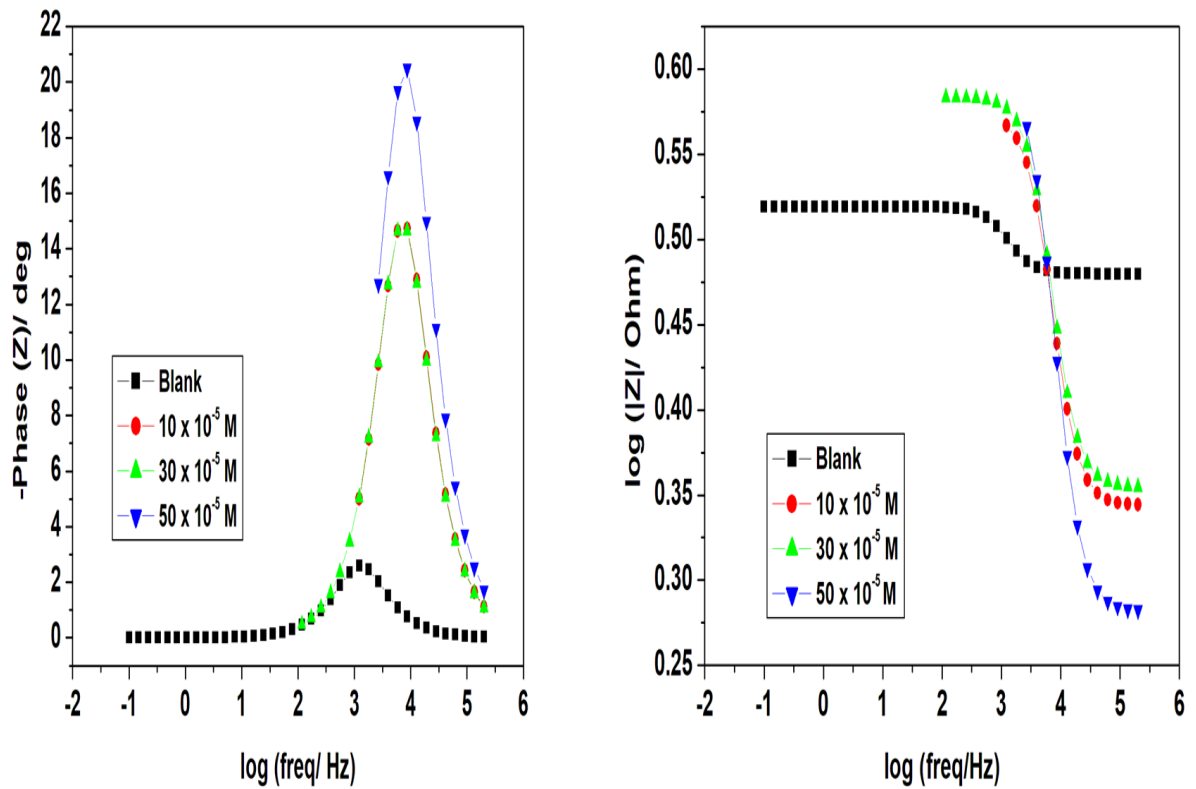 -Phase (Z)/ deg
22
20
18
16
14
12
10
8
6
4
2
0
Blank
10 x 10⁻⁵ M
30 x 10⁻⁵ M
50 x 10⁻⁵ M
-2 -1 0 1 2 3 4 5 6
log (freq/ Hz)
log (|Z|/ Ohm)
0.60
0.55
0.50
0.45
0.40
0.35
0.30
0.25
Blank
10 x 10⁻⁵ M
30 x 10⁻⁵ M
50 x 10⁻⁵ M
-2 -1 0 1 2 3 4 5 6
log (freq/Hz)